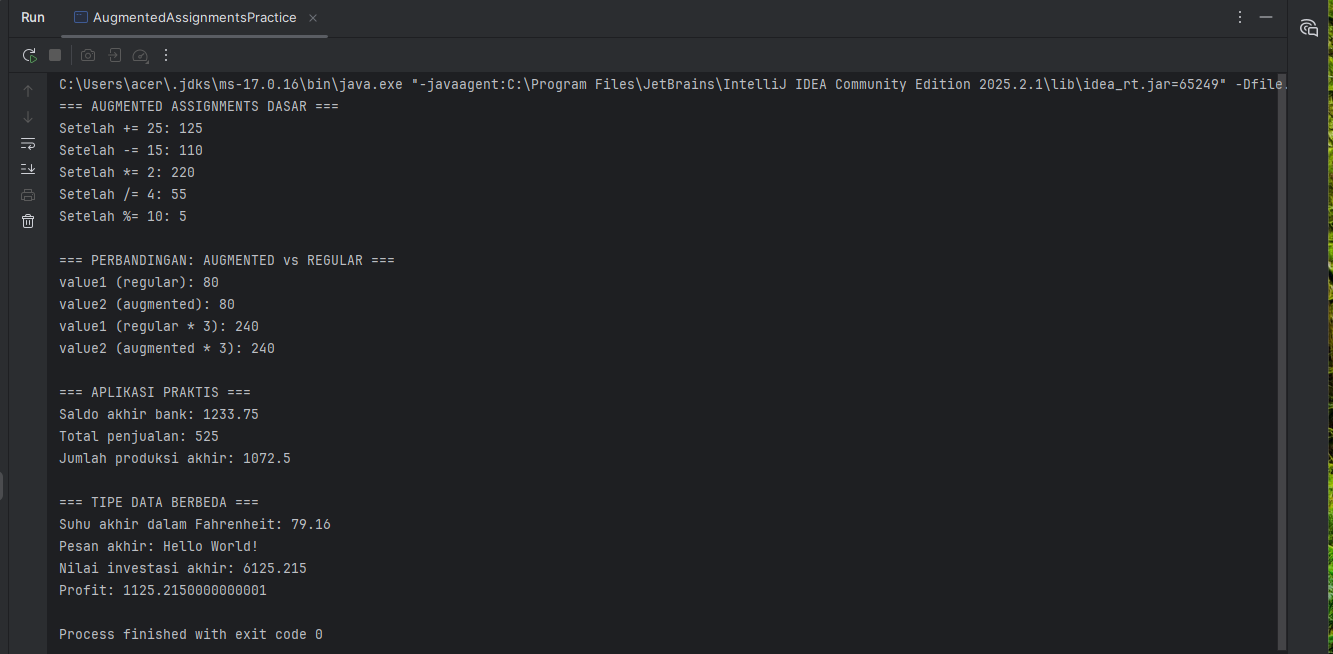 Run AugmentedAssignmentsPractice
C:\Users\acer\.jdks\ms-17.0.16\bin\java.exe "-javaagent:C:\Program Files\JetBrains\IntelliJ IDEA Community Edition 2025.2.1\lib\idea_rt.jar=65249" -Dfile.
=== AUGMENTED ASSIGNMENTS DASAR ===
Setelah += 25: 125
Setelah -= 15: 110
Setelah *= 2: 220
Setelah /= 4: 55
Setelah %= 10: 5
=== PERBANDINGAN: AUGMENTED vs REGULAR ===
value1 (regular): 80
value2 (augmented): 80
value1 (regular * 3): 240
value2 (augmented * 3): 240
=== APLIKASI PRAKTIS ===
Saldo akhir bank: 1233.75
Total penjualan: 525
Jumlah produksi akhir: 1072.5
=== TIPE DATA BERBEDA ===
Suhu akhir dalam Fahrenheit: 79.16
Pesan akhir: Hello World!
Nilai investasi akhir: 6125.215
Profit: 1125.2150000000001
Process finished with exit code 0